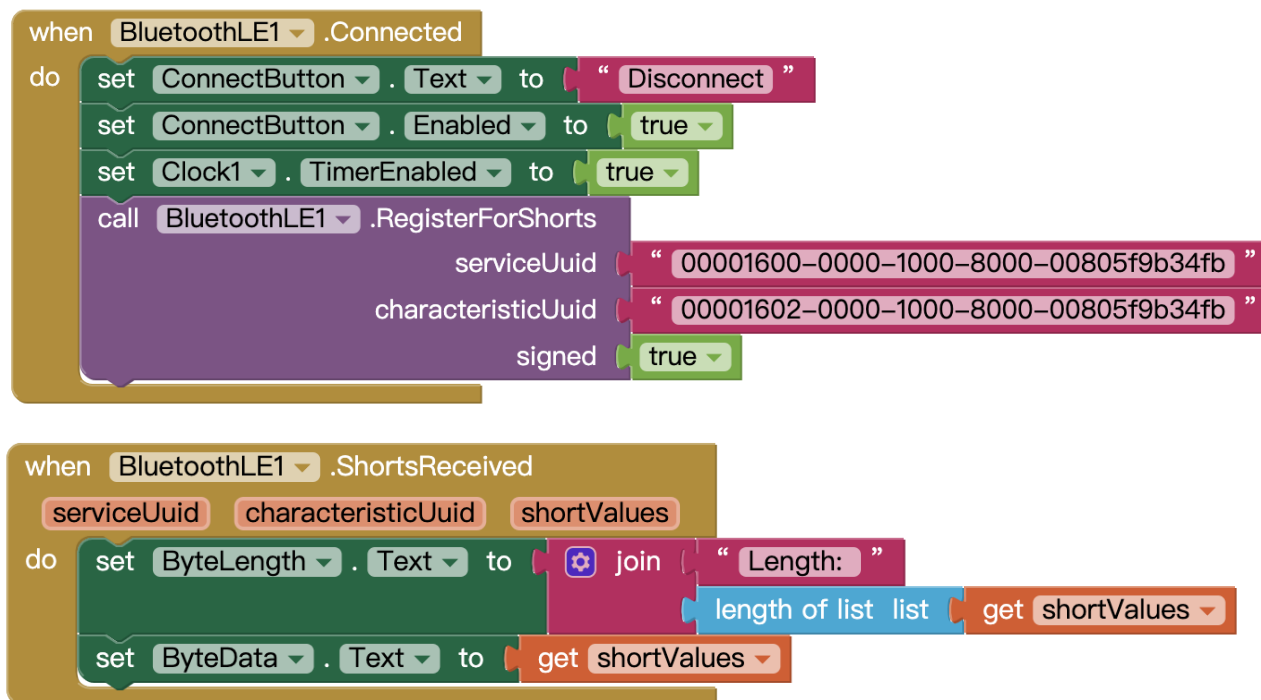 when BluetoothLE1 .Connected
do set ConnectButton . Text to “ Disconnect ”
set ConnectButton . Enabled to true
set Clock1 . TimerEnabled to true
call BluetoothLE1 .RegisterForShorts
serviceUuid “ 00001600-0000-1000-8000-00805f9b34fb ”
characteristicUuid “ 00001602-0000-1000-8000-00805f9b34fb ”
signed true
when BluetoothLE1 .ShortsReceived
serviceUuid characteristicUuid shortValues
do set ByteLength . Text to join “ Length: ”
length of list list get shortValues
set ByteData . Text to get shortValues